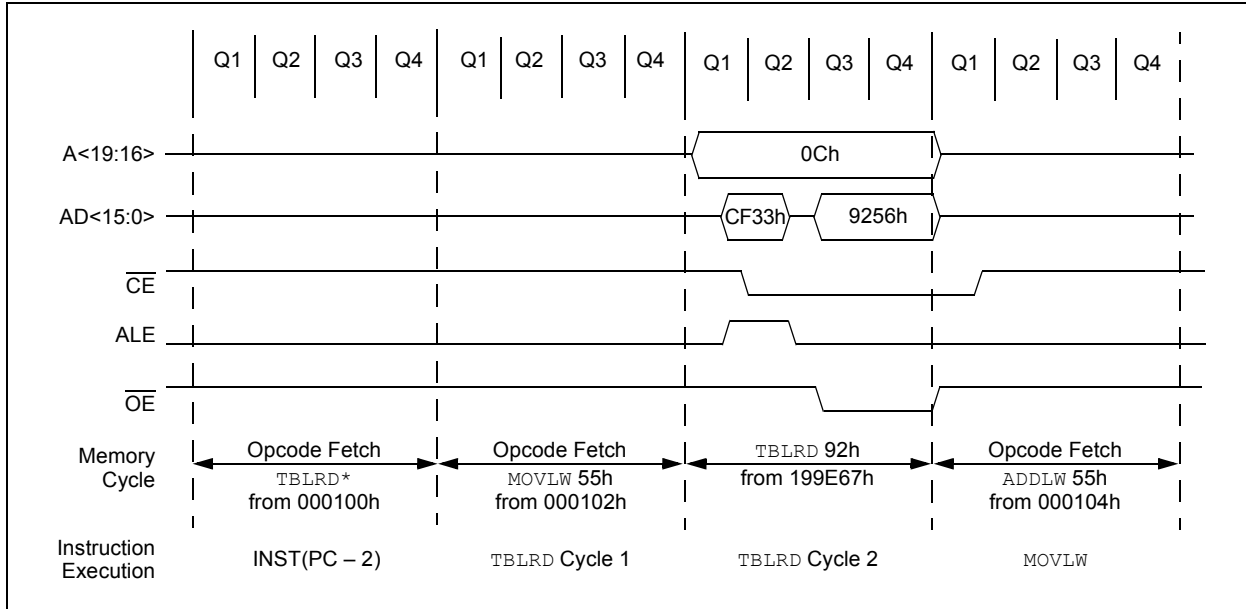 Q1 Q2 Q3 Q4 Q1 Q2 Q3 Q4 Q1 Q2 Q3 Q4 Q1 Q2 Q3 Q4
A<19:16> 0Ch
AD<15:0> CF33h 9256h
CE
ALE
OE
Memory Cycle
Opcode Fetch
TBLRD*
from 000100h
Opcode Fetch
MOVLW 55h
from 000102h
TBLRD 92h
from 199E67h
Opcode Fetch
ADDLW 55h
from 000104h
Instruction
Execution
INST(PC – 2) TBLRD Cycle 1 TBLRD Cycle 2 MOVLW